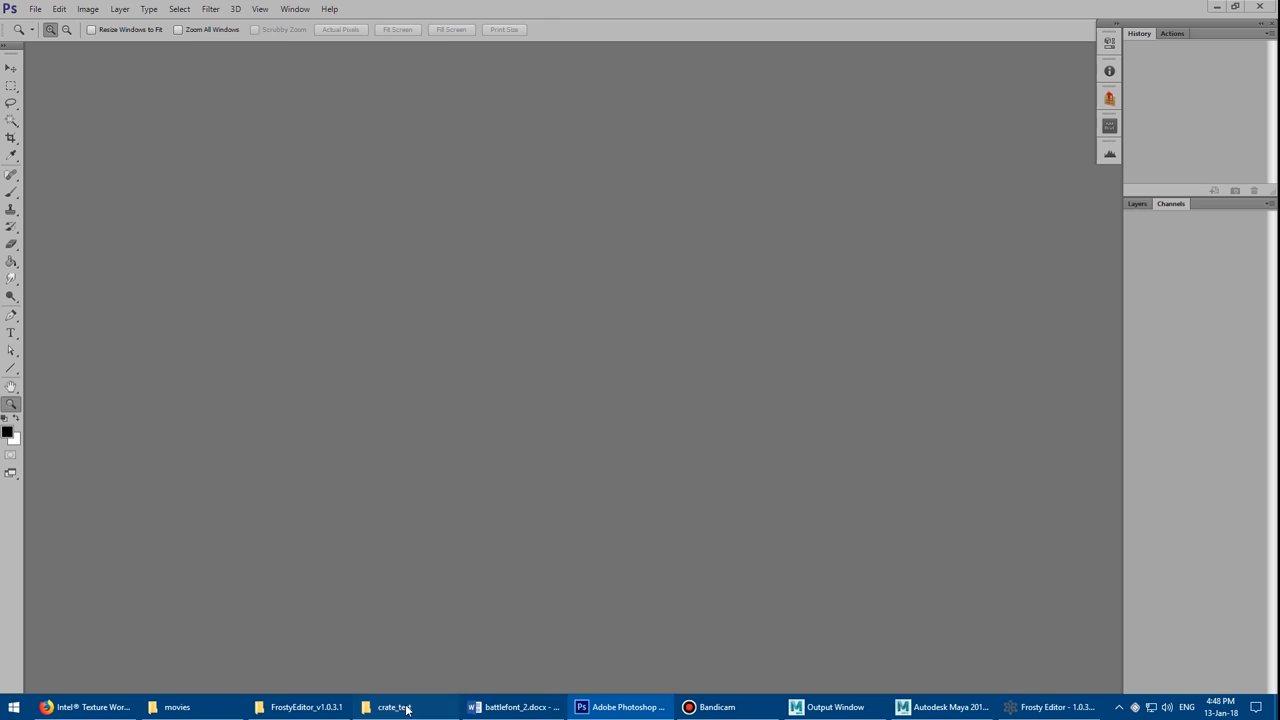 Ps File Edit Image Layer Type Select Filter 3D View Window Help
Resize Windows to Fit Zoom All Windows Scrubby Zoom Actual Pixels Fit Screen Fill Screen Print Size
History Actions
Layers Channels
T
Intel® Texture Wor... movies FrostyEditor_v1.0.3.1 crate_test battlefont_2.docx - ... Ps Adobe Photoshop ... Bandicam Output Window Autodesk Maya 201... Frosty Editor - 1.0.3... ENG 4:48 PM
13-Jan-18